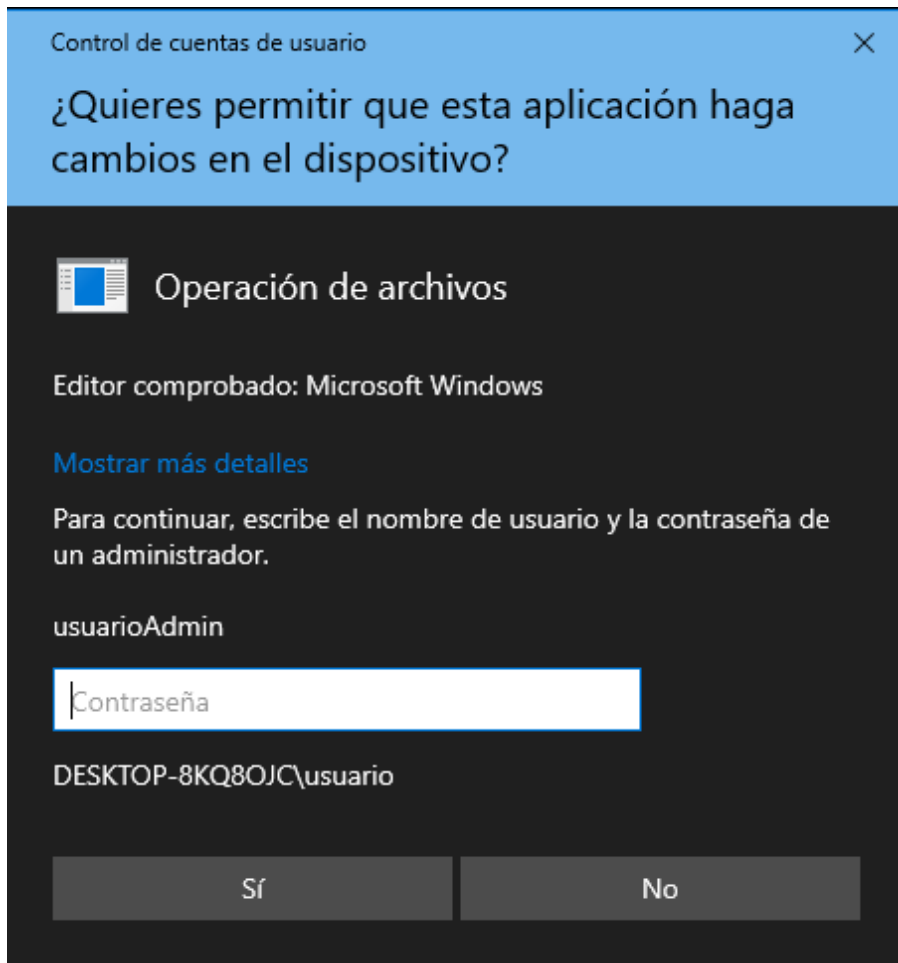 Control de cuentas de usuario
¿Quieres permitir que esta aplicación haga
cambios en el dispositivo?
Operación de archivos
Editor comprobado: Microsoft Windows
Mostrar más detalles
Para continuar, escribe el nombre de usuario y la contraseña de
un administrador.
usuarioAdmin
Contraseña
DESKTOP-8KQ8OJC\usuario
Sí
No